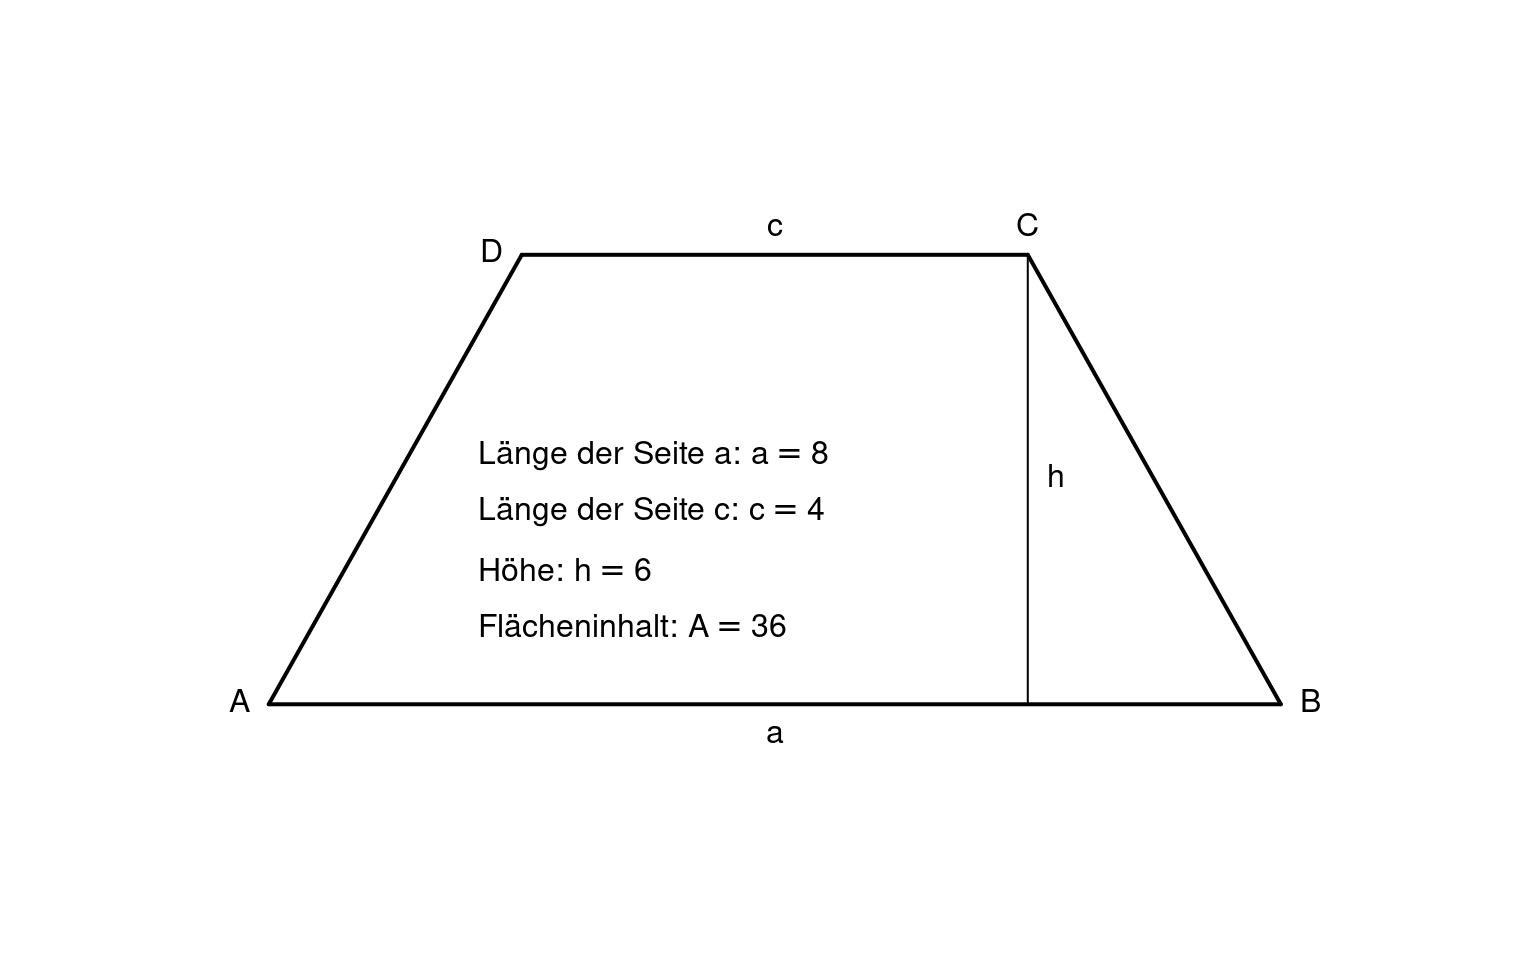 c
C
D
Länge der Seite a: a = 8
Länge der Seite c: c = 4
h
Höhe: h = 6
Flächeninhalt: A = 36
A
B
a